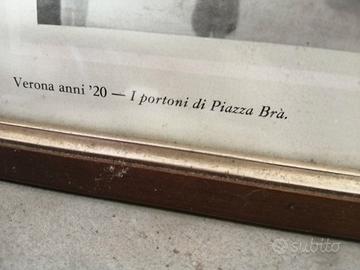 Verona anni '20 — I portoni di Piazza Brà.
subito